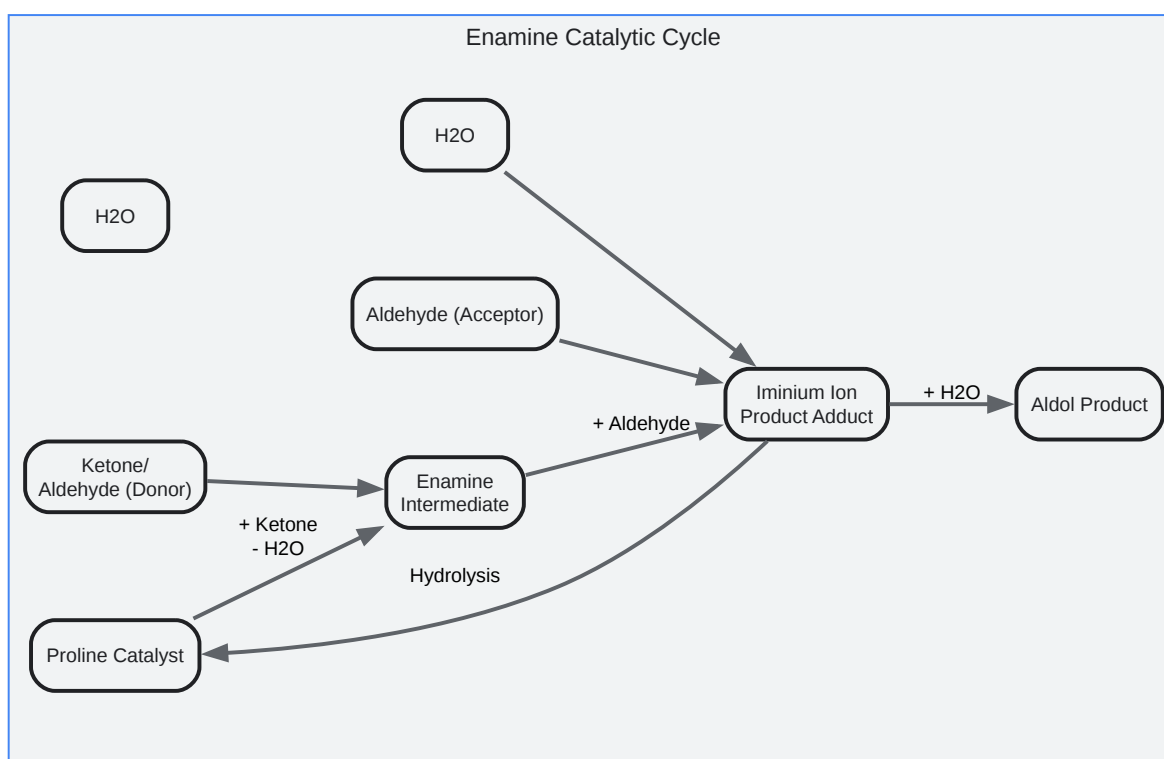 Enamine Catalytic Cycle
H2O
H2O
Aldehyde (Acceptor)
Iminium Ion
Product Adduct
+ H2O
Aldol Product
+ Aldehyde
Ketone/
Aldehyde (Donor)
Enamine
Intermediate
+ Ketone
- H2O
Hydrolysis
Proline Catalyst